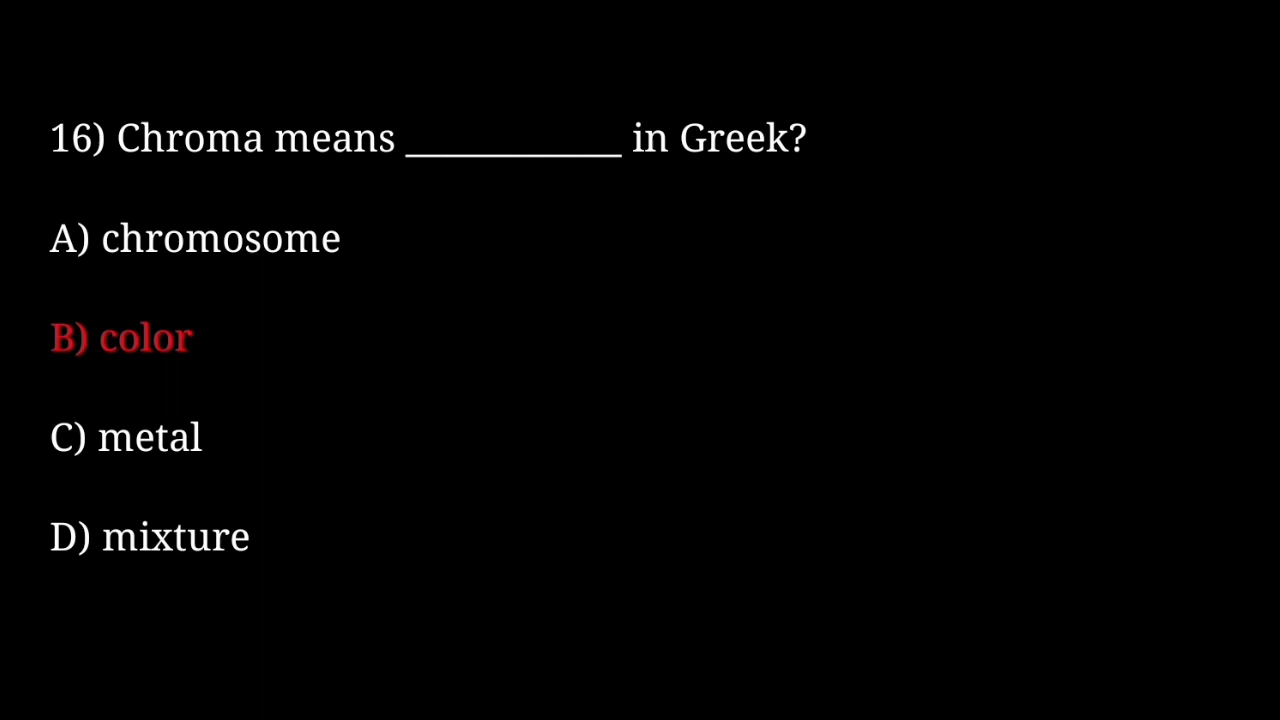 16) Chroma means ____________ in Greek?
A) chromosome
B) color
C) metal
D) mixture